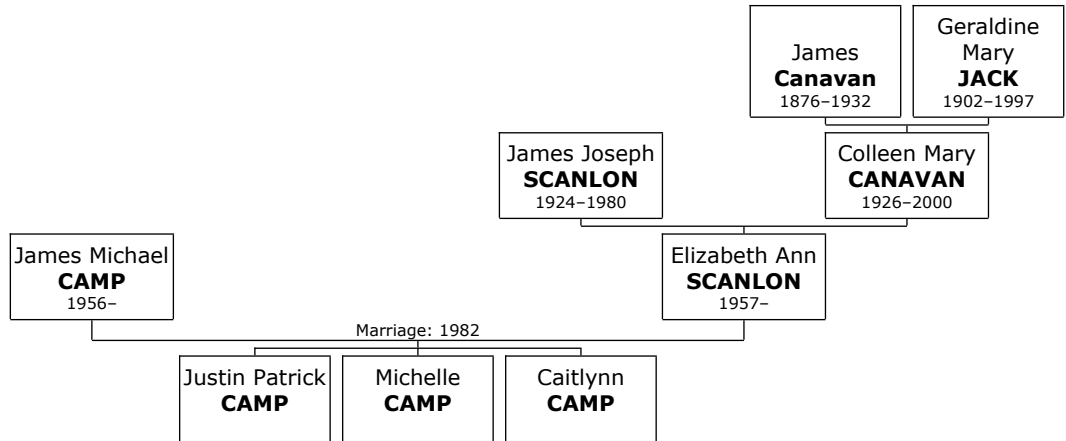 James
Canavan
1876–1932
Geraldine
Mary
JACK
1902–1997
James Joseph
SCANLON
1924–1980
Colleen Mary
CANAVAN
1926–2000
James Michael
CAMP
1956–
Elizabeth Ann
SCANLON
1957–
Marriage: 1982
Justin Patrick
CAMP
Michelle
CAMP
Caitlynn
CAMP